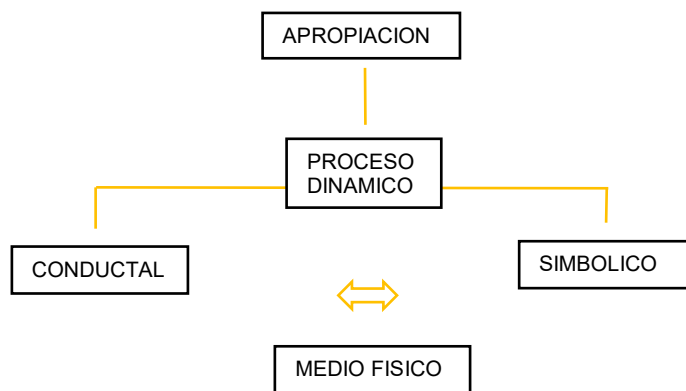 APROPIACION
PROCESO
DINAMICO
CONDUCTAL
SIMBOLICO
MEDIO FISICO